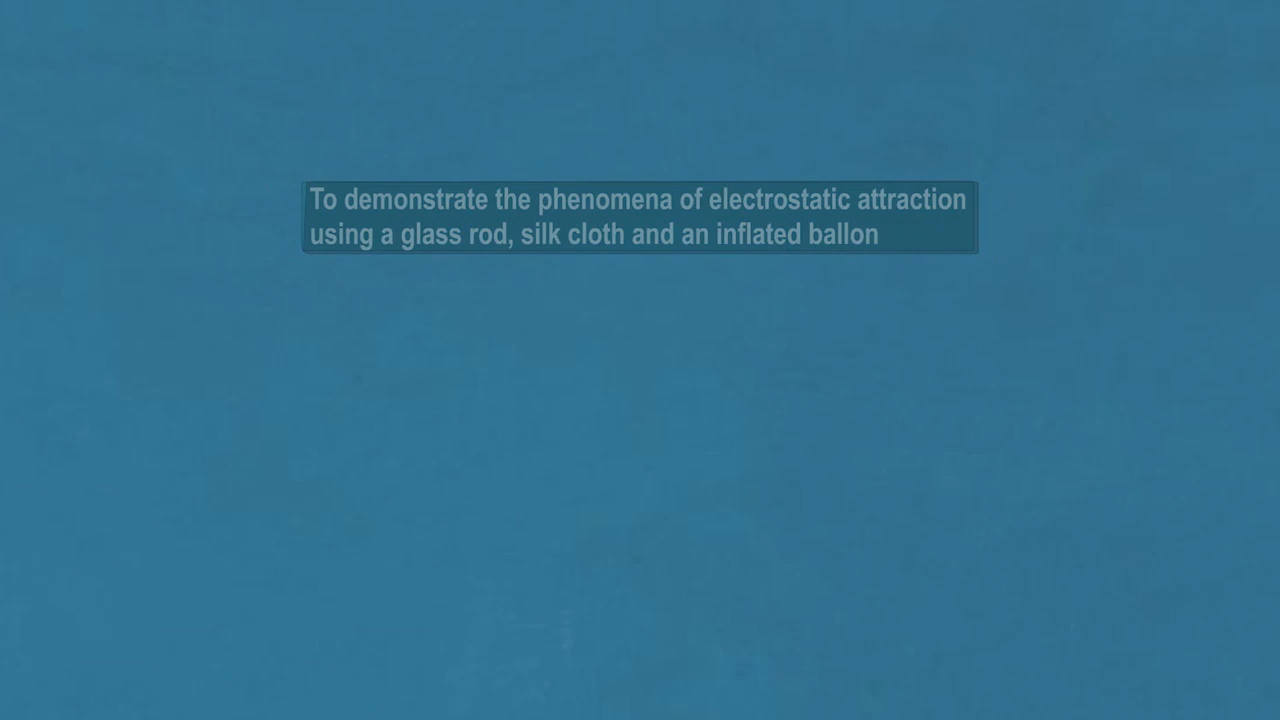 To demonstrate the phenomena of electrostatic attraction
using a glass rod, silk cloth and an inflated ballon